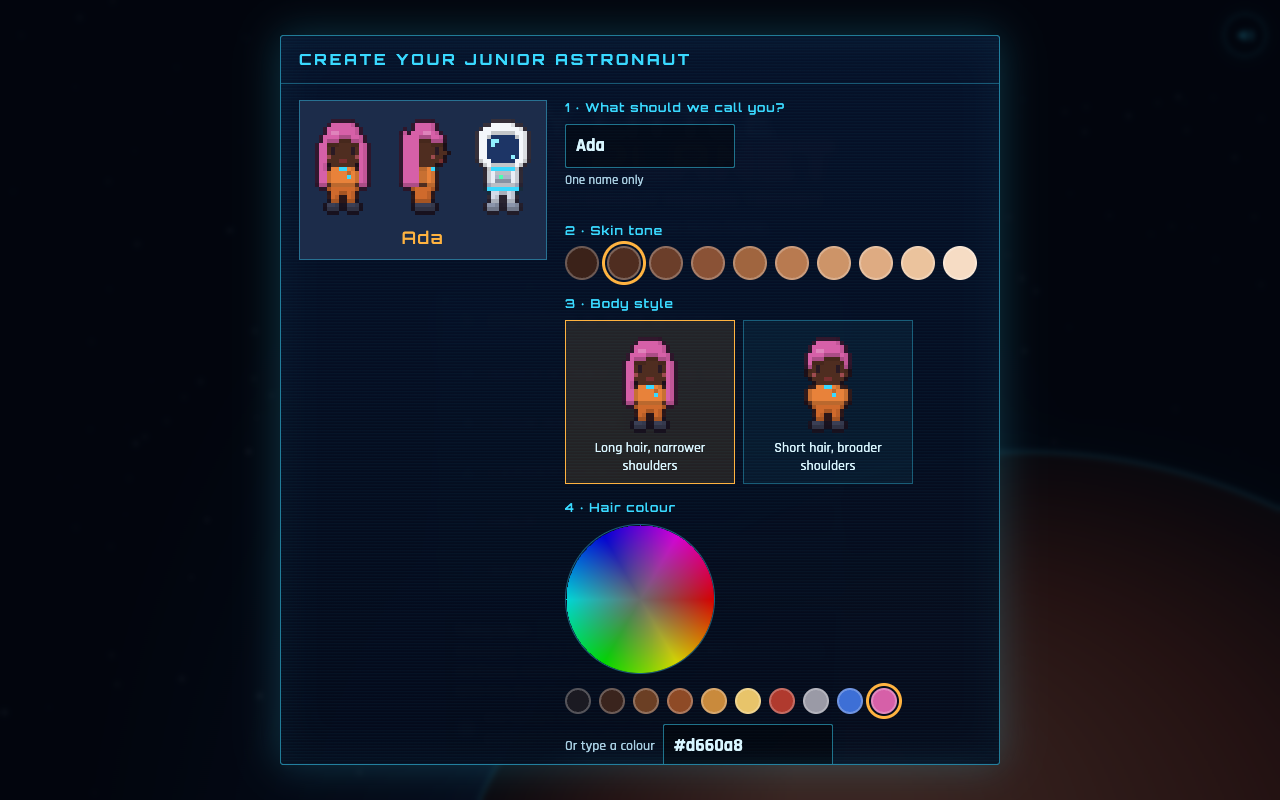 CREATE YOUR JUNIOR ASTRONAUT
Ada
1 · What should we call you?
Ada
One name only
2 · Skin tone
3 · Body style
Long hair, narrower
shoulders
Short hair, broader
shoulders
4 · Hair colour
Or type a colour
#d660a8